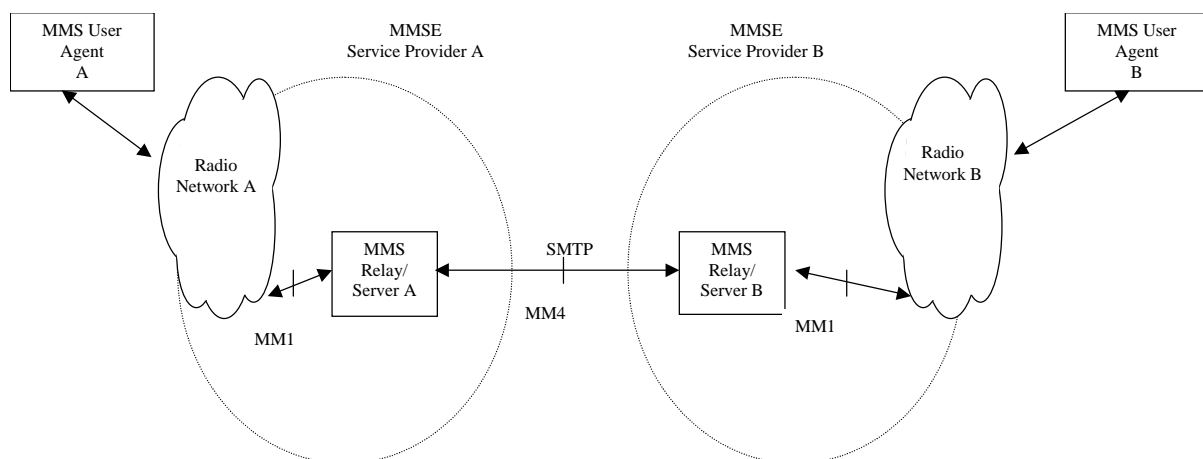 MMS User
Agent
A
MMSE
Service Provider A
MMSE
Service Provider B
MMS User
Agent
B
Radio
Network A
Radio
Network B
MMS
Relay/
Server A
SMTP
MMS
Relay/
Server B
MM1
MM4
MM1